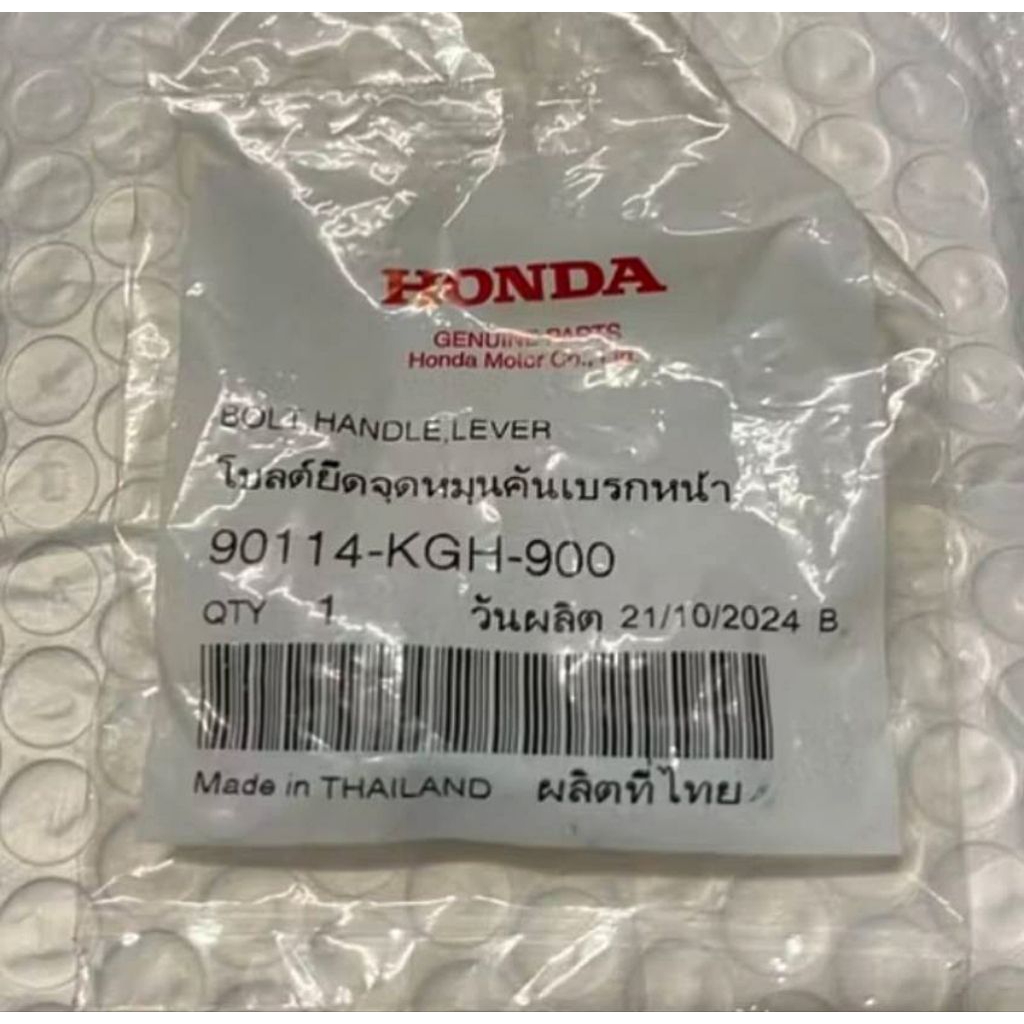 HONDA
GENUINE PARTS
Honda Motor Co., Ltd.
BOLT,HANDLE,LEVER
โบลต์ยึดจุดหมุนคันเบรกหน้า
90114-KGH-900
QTY 1 วันผลิต 21/10/2024 B
Made in THAILAND ผลิตที่ไทย